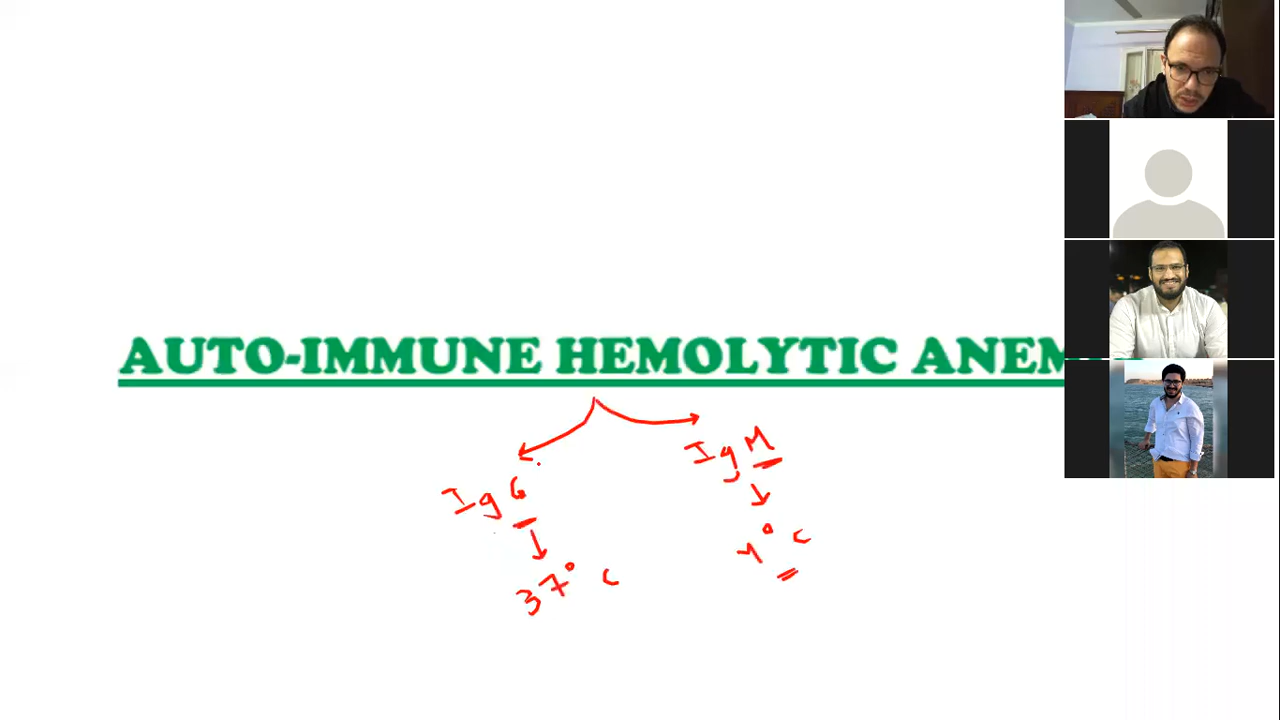 AUTO-IMMUNE HEMOLYTIC ANEM
IgG
37° C
IgM
4° C